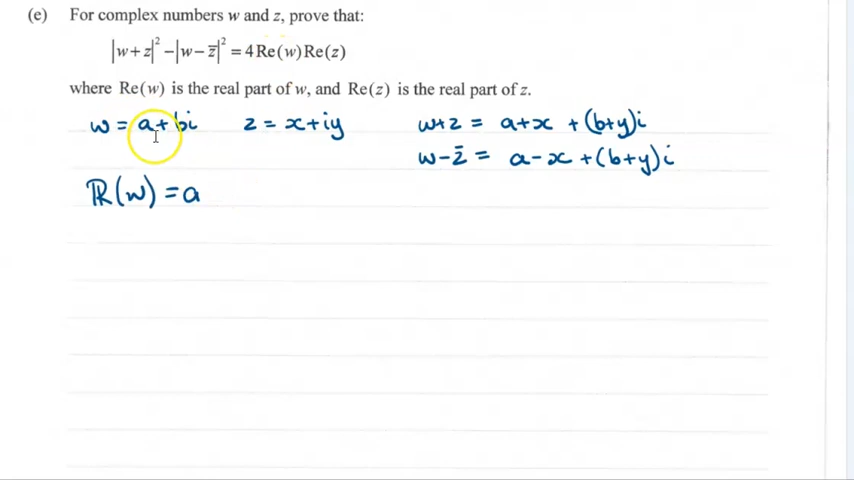 (e) For complex numbers w and z, prove that:
|w+z|² −|w−z̅|² = 4Re(w)Re(z)
where Re(w) is the real part of w, and Re(z) is the real part of z.
w = a+bi z = x+iy w+z = a+x +(b+y)i
w−z̅ = a−x +(b+y)i
ℝ(w) = a